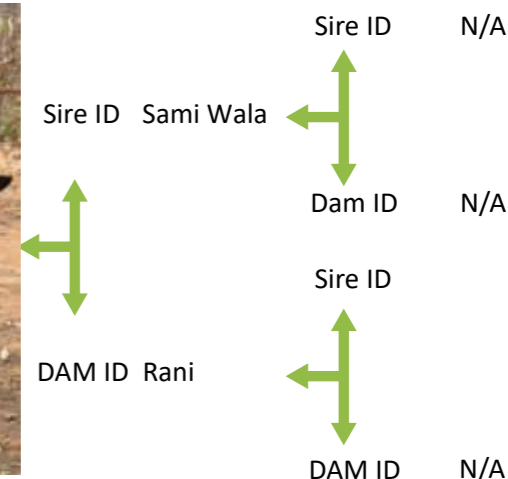 Sire ID N/A
Sire ID Sami Wala
Dam ID N/A
Sire ID
DAM ID Rani
DAM ID N/A